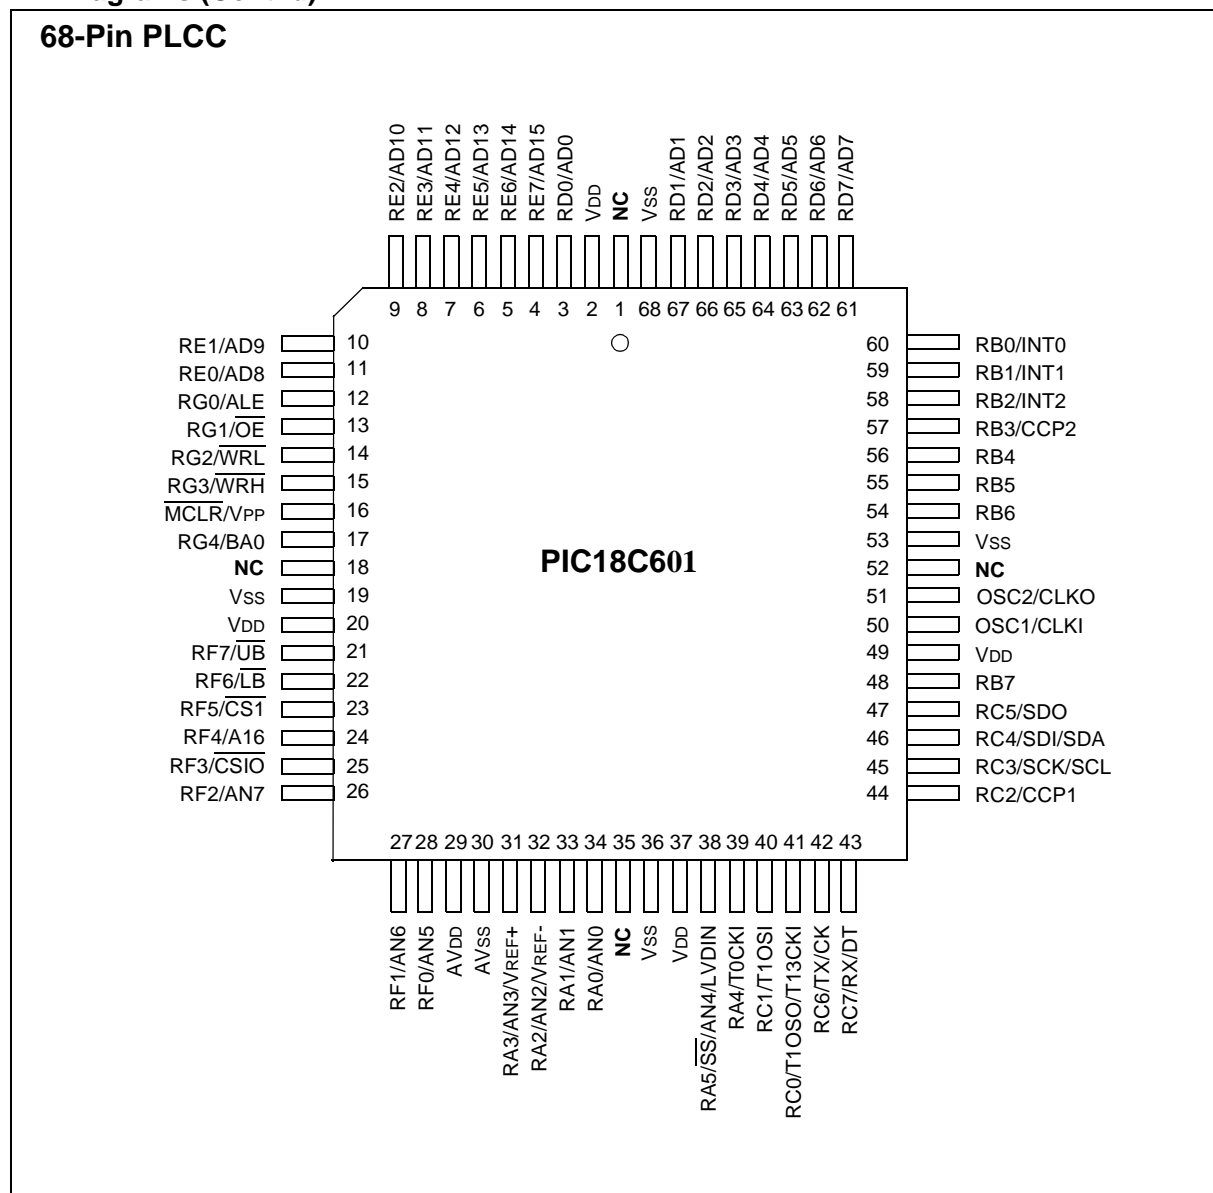 68-Pin PLCC
RE2/AD10
RE3/AD11
RE4/AD12
RE5/AD13
RE6/AD14
RE7/AD15
RD0/AD0
VDD
NC
VSS
RD1/AD1
RD2/AD2
RD3/AD3
RD4/AD4
RD5/AD5
RD6/AD6
RD7/AD7
9 8 7 6 5 4 3 2 1 68 67 66 65 64 63 62 61
RE1/AD9 10
RE0/AD8 11
RG0/ALE 12
RG1/OE 13
RG2/WRL 14
RG3/WRH 15
MCLR/VPP 16
RG4/BA0 17
NC 18
VSS 19
VDD 20
RF7/UB 21
RF6/LB 22
RF5/CS1 23
RF4/A16 24
RF3/CSIO 25
RF2/AN7 26
PIC18C601
60 RB0/INT0
59 RB1/INT1
58 RB2/INT2
57 RB3/CCP2
56 RB4
55 RB5
54 RB6
53 VSS
52 NC
51 OSC2/CLKO
50 OSC1/CLKI
49 VDD
48 RB7
47 RC5/SDO
46 RC4/SDI/SDA
45 RC3/SCK/SCL
44 RC2/CCP1
27 28 29 30 31 32 33 34 35 36 37 38 39 40 41 42 43
RF1/AN6
RF0/AN5
AVDD
AVSS
RA3/AN3/VREF+
RA2/AN2/VREF-
RA1/AN1
RA0/AN0
NC
VSS
VDD
RA5/SS/AN4/LVDIN
RA4/T0CKI
RC1/T1OSI
RC0/T1OSO/T13CKI
RC6/TX/CK
RC7/RX/DT